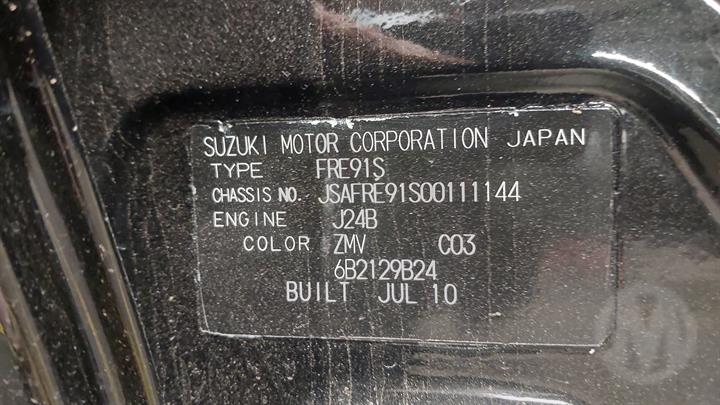 SUZUKI MOTOR CORPORATION JAPAN
TYPE FRE91S
CHASSIS NO. JSAFRE91S00111144
ENGINE J24B
COLOR ZMV C03
6B2129B24
BUILT JUL 10
M